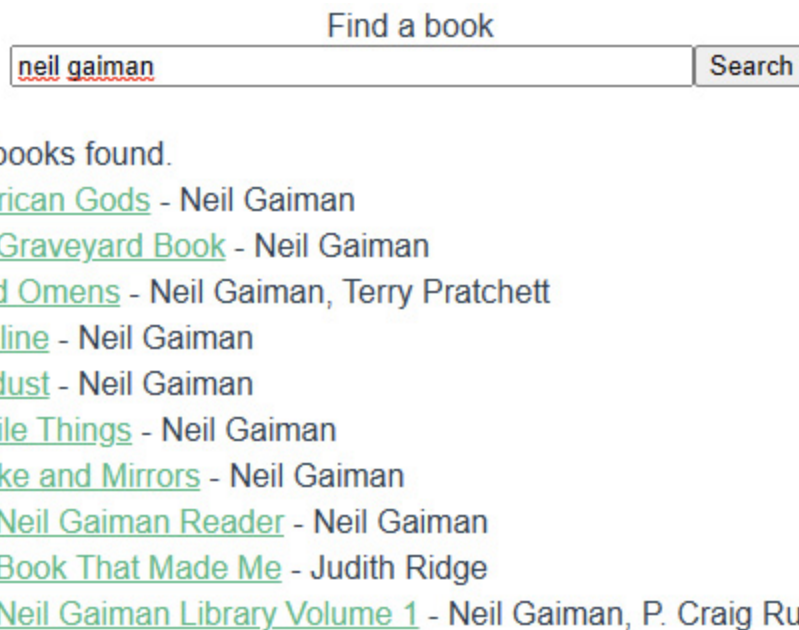 Find a book
neil gaiman
Search
books found.
rican Gods - Neil Gaiman
Graveyard Book - Neil Gaiman
d Omens - Neil Gaiman, Terry Pratchett
line - Neil Gaiman
dust - Neil Gaiman
ile Things - Neil Gaiman
ke and Mirrors - Neil Gaiman
Neil Gaiman Reader - Neil Gaiman
Book That Made Me - Judith Ridge
Neil Gaiman Library Volume 1 - Neil Gaiman, P. Craig Ru